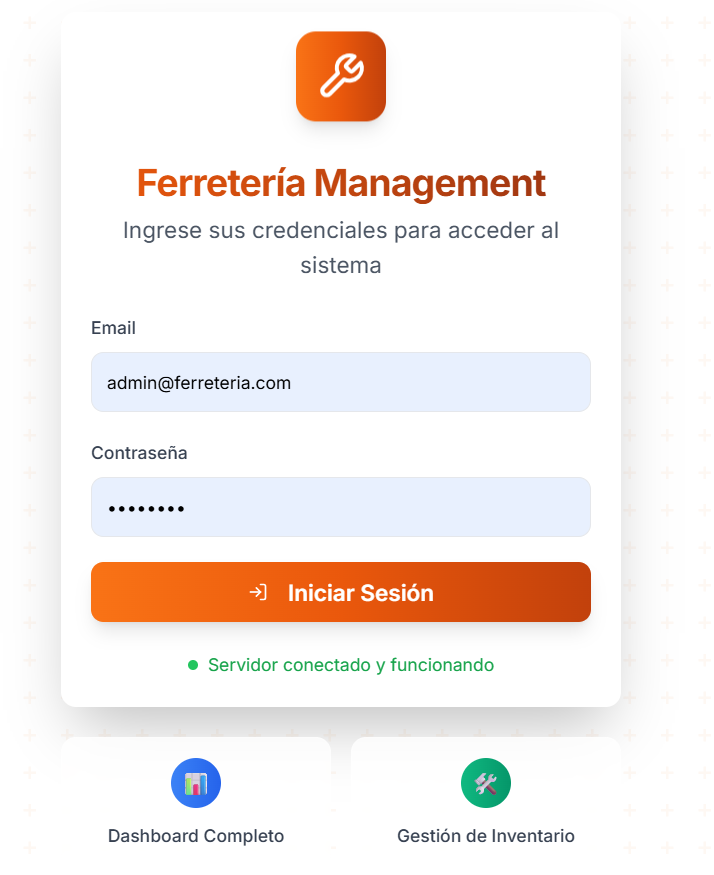 Ferretería Management
Ingrese sus credenciales para acceder al
sistema
Email
admin@ferreteria.com
Contraseña
••••••••
Iniciar Sesión
Servidor conectado y funcionando
Dashboard Completo
Gestión de Inventario